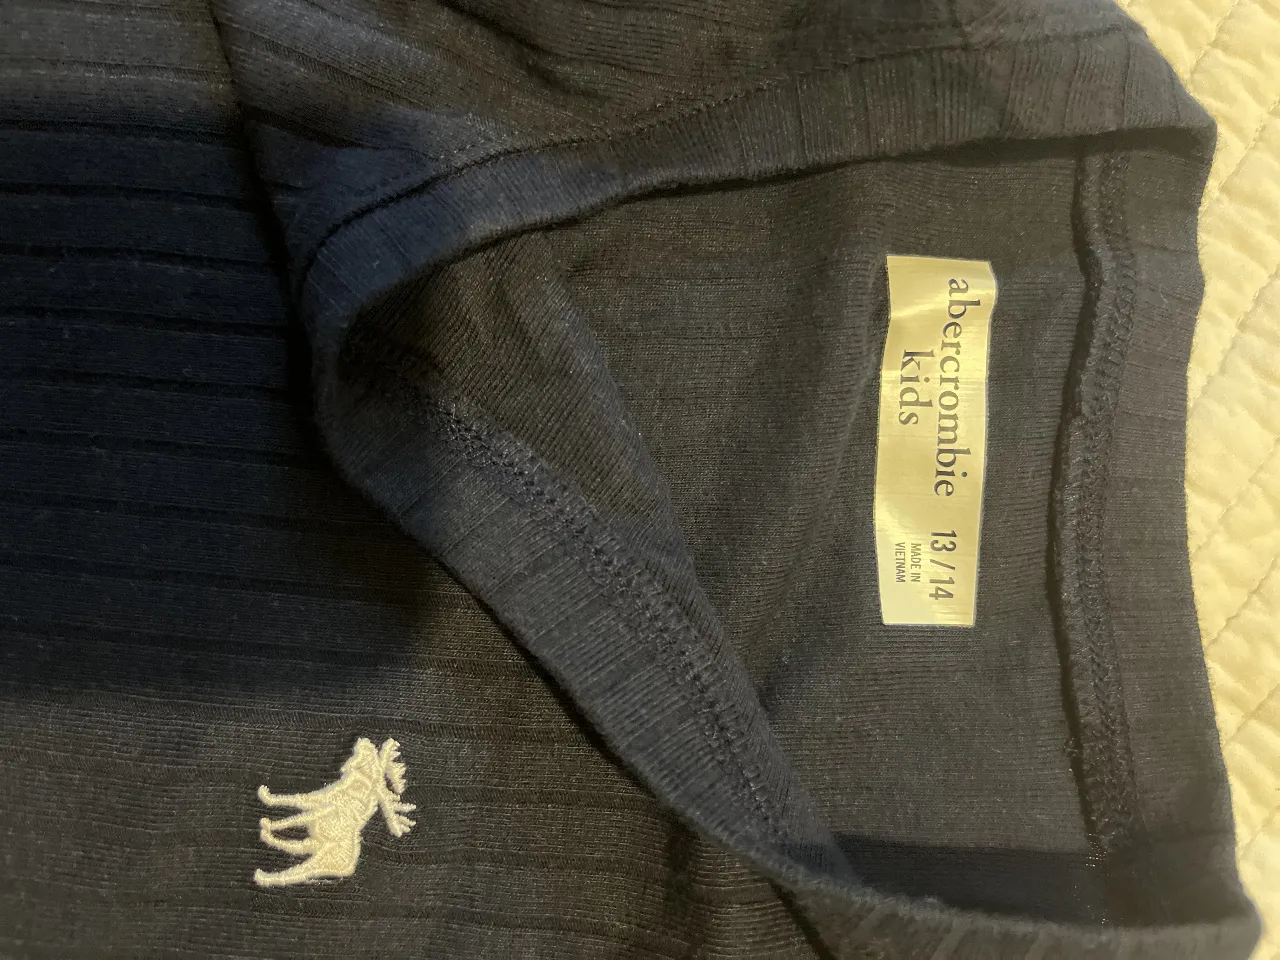 abercrombie
kids
13/14
MADE IN
VIETNAM